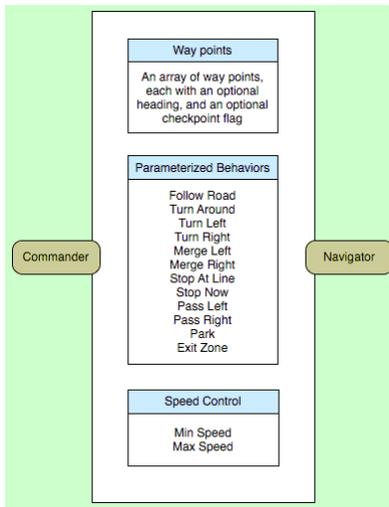 Way points
An array of way points,
each with an optional
heading, and an optional
checkpoint flag
Parameterized Behaviors
Follow Road
Turn Around
Turn Left
Turn Right
Merge Left
Merge Right
Stop At Line
Stop Now
Pass Left
Pass Right
Park
Exit Zone
Commander
Navigator
Speed Control
Min Speed
Max Speed